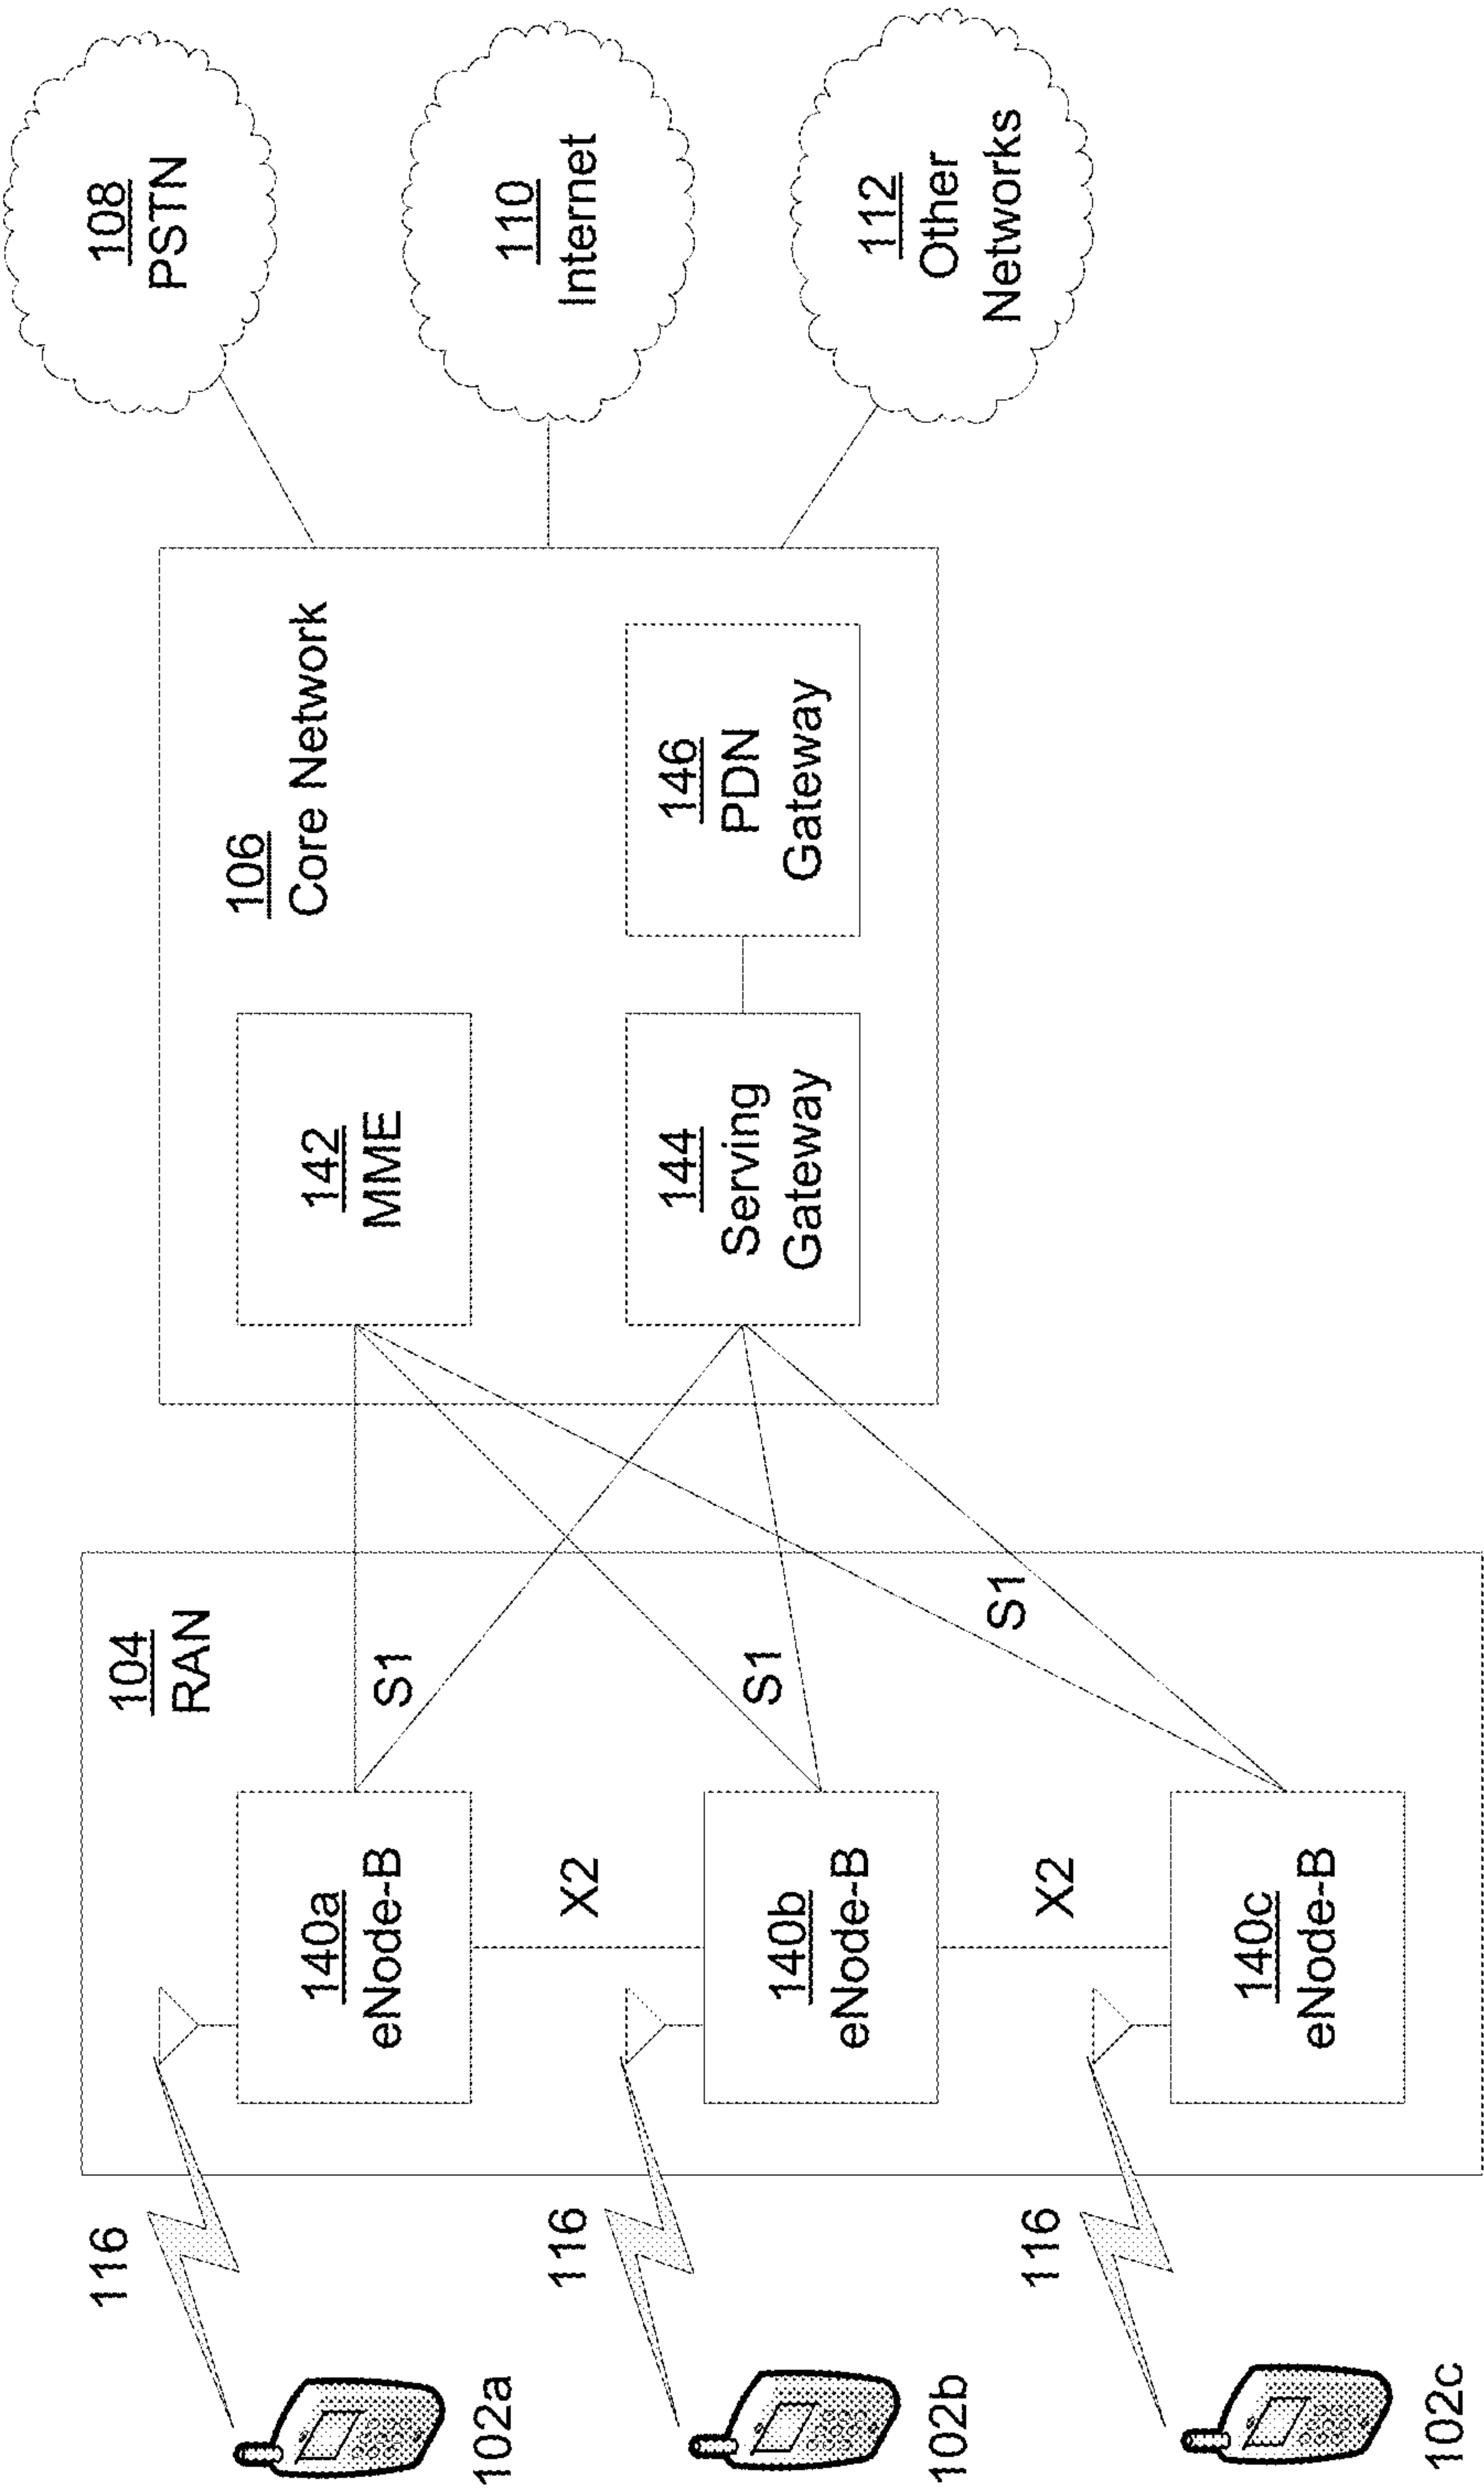 116
102a
116
102b
116
102c
104
RAN
140a
eNode-B
X2
140b
eNode-B
X2
140c
eNode-B
S1
S1
S1
106
Core Network
142
MME
144
Serving
Gateway
146
PDN
Gateway
108
PSTN
110
Internet
112
Other
Networks